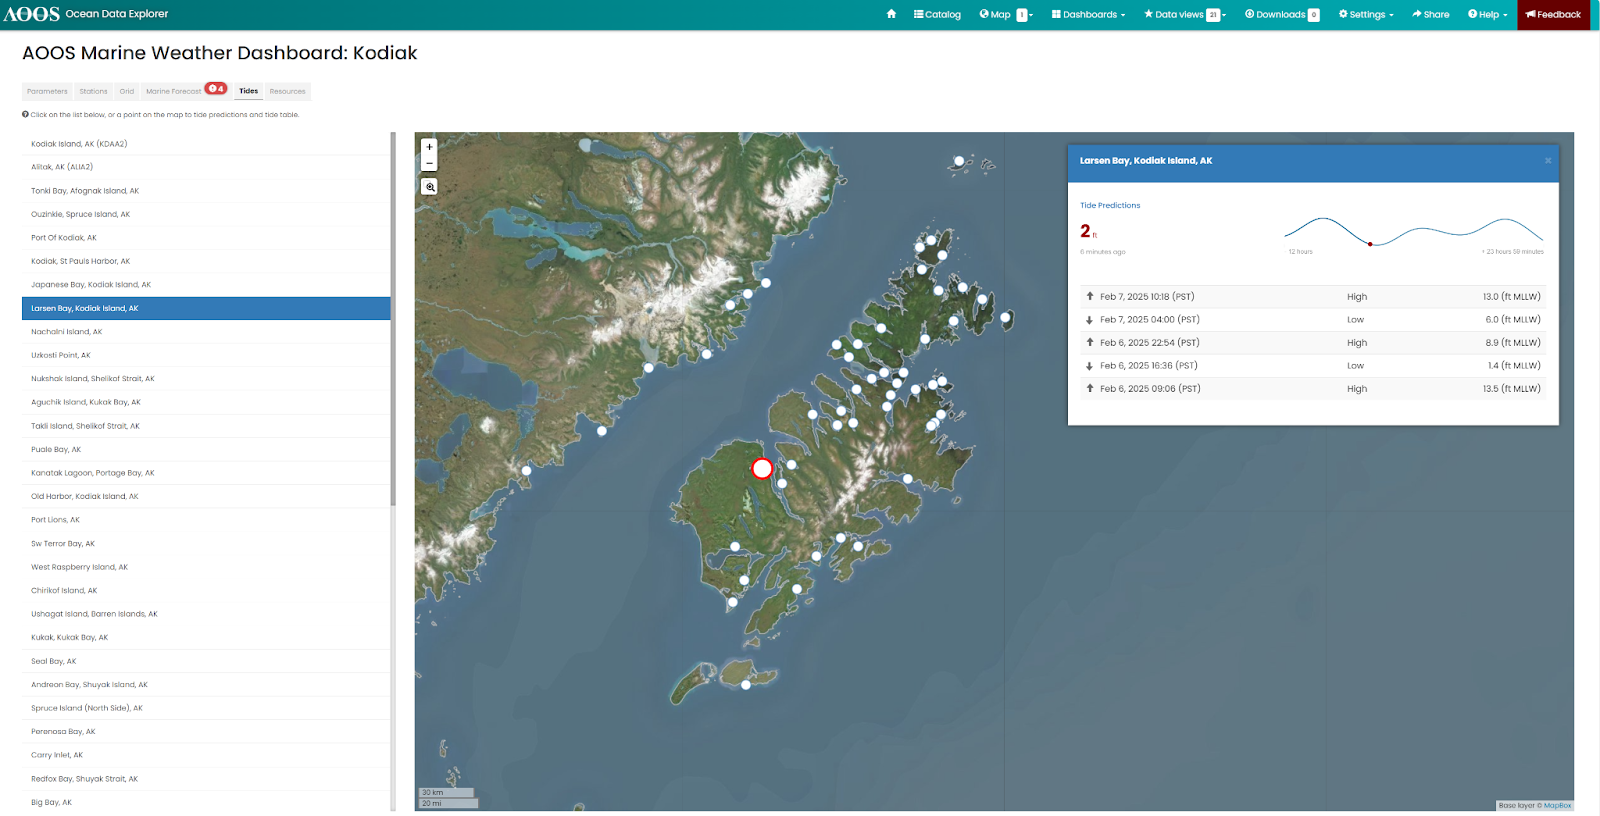 AOOS Ocean Data Explorer
Catalog Map 1 Dashboards Data views 21 Downloads 0 Settings Share Help Feedback
AOOS Marine Weather Dashboard: Kodiak
Parameters Stations Grid Marine Forecast 4 Tides Resources
Click on the list below, or a point on the map to tide predictions and tide table.
Kodiak Island, AK (KDAA2)
Alitak, AK (ALIA2)
Tonki Bay, Afognak Island, AK
Ouzinkie, Spruce Island, AK
Port Of Kodiak, AK
Kodiak, St Pauls Harbor, AK
Japanese Bay, Kodiak Island, AK
Larsen Bay, Kodiak Island, AK
Nachalni Island, AK
Uzkosti Point, AK
Nukshak Island, Shelikof Strait, AK
Aguchik Island, Kukak Bay, AK
Takli Island, Shelikof Strait, AK
Puale Bay, AK
Kanatak Lagoon, Portage Bay, AK
Old Harbor, Kodiak Island, AK
Port Lions, AK
Sw Terror Bay, AK
West Raspberry Island, AK
Chirikof Island, AK
Ushagat Island, Barren Islands, AK
Kukak, Kukak Bay, AK
Seal Bay, AK
Andreon Bay, Shuyak Island, AK
Spruce Island (North Side), AK
Perenosa Bay, AK
Carry Inlet, AK
Redfox Bay, Shuyak Strait, AK
Big Bay, AK
+
−
30 km
20 mi
Larsen Bay, Kodiak Island, AK ×
Tide Predictions
2 ft
6 minutes ago
12 hours + 23 hours 58 minutes
Feb 7, 2025 10:18 (PST) High 13.0 (ft MLLW)
Feb 7, 2025 04:00 (PST) Low 6.0 (ft MLLW)
Feb 6, 2025 22:54 (PST) High 8.9 (ft MLLW)
Feb 6, 2025 16:36 (PST) Low 1.4 (ft MLLW)
Feb 6, 2025 09:06 (PST) High 13.5 (ft MLLW)
Base layer © MapBox